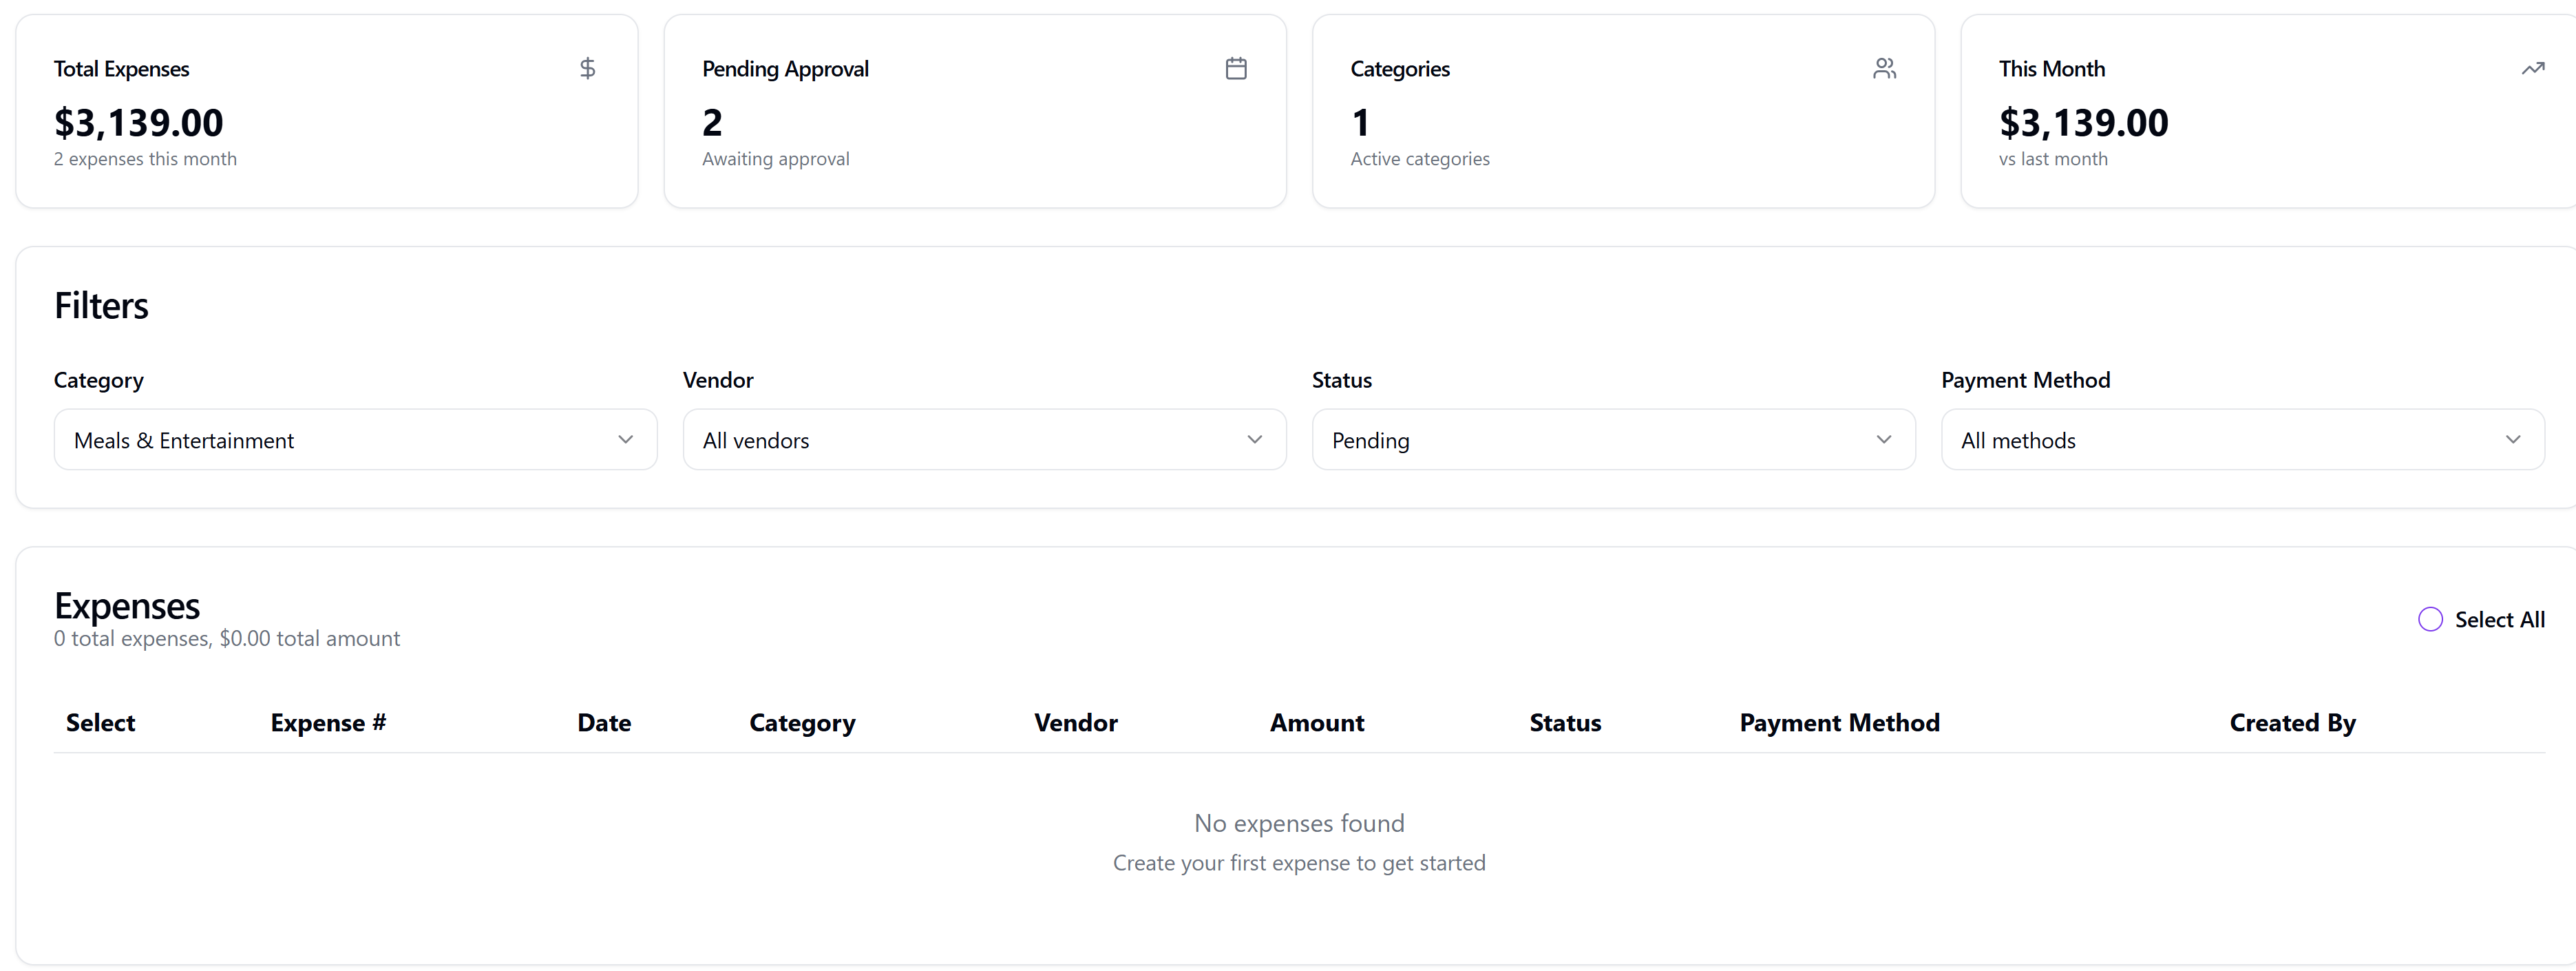 Total Expenses
$3,139.00
2 expenses this month
Pending Approval
2
Awaiting approval
Categories
1
Active categories
This Month
$3,139.00
vs last month
Filters
Category
Meals & Entertainment
Vendor
All vendors
Status
Pending
Payment Method
All methods
Expenses
0 total expenses, $0.00 total amount
Select All
Select Expense # Date Category Vendor Amount Status Payment Method Created By
No expenses found
Create your first expense to get started